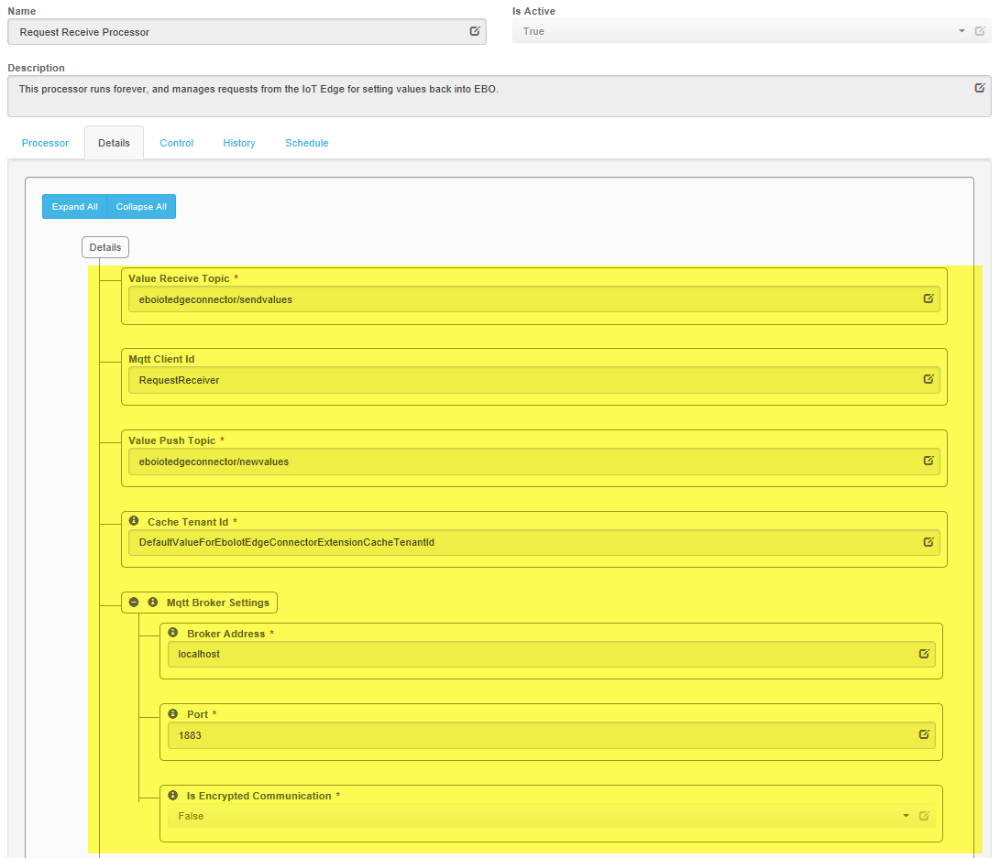 Name
Is Active
Request Receive Processor
True
Description
This processor runs forever, and manages requests from the IoT Edge for setting values back into EBO.
Processor Details Control History Schedule
Expand All Collapse All
Details
Value Receive Topic *
eboiotedgeconnector/sendvalues
Mqtt Client Id
RequestReceiver
Value Push Topic *
eboiotedgeconnector/newvalues
Cache Tenant Id *
DefaultValueForEboIotEdgeConnectorExtensionCacheTenantId
Mqtt Broker Settings
Broker Address *
localhost
Port *
1883
Is Encrypted Communication *
False